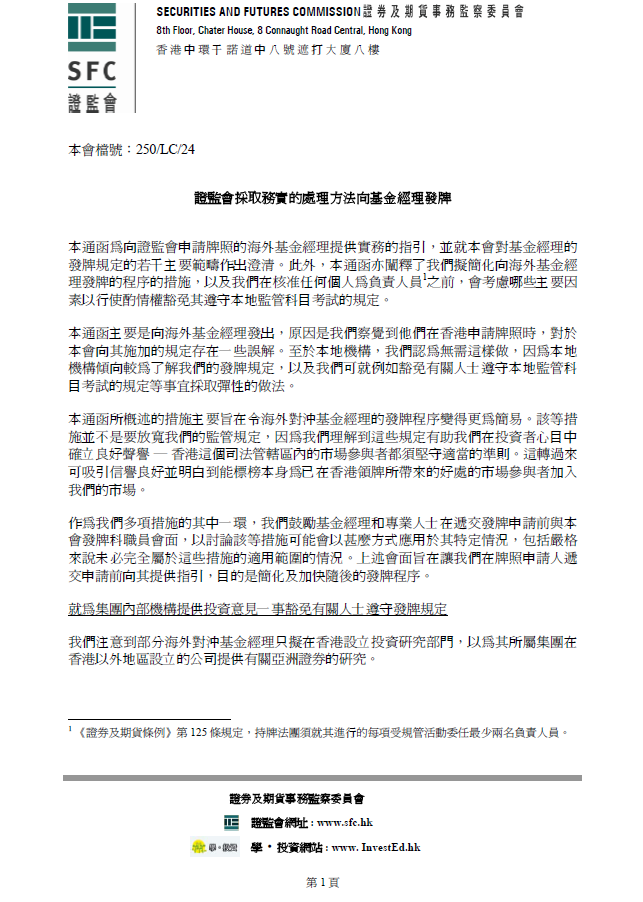 SECURITIES AND FUTURES COMMISSION 證券及期貨事務監察委員會
8th Floor, Chater House, 8 Connaught Road Central, Hong Kong
香港中環干諾道中八號遮打大廈八樓
SFC
證監會
本會檔號：250/LC/24
證監會採取務實的處理方法向基金經理發牌
本通函為向證監會申請牌照的海外基金經理提供實務的指引，並就本會對基金經理的
發牌規定的若干主要範疇作出澄清。此外，本通函亦闡釋了我們擬簡化向海外基金經
理發牌的程序的措施，以及我們在核准任何個人為負責人員1之前，會考慮哪些主要因
素以行使酌情權豁免其遵守本地監管科目考試的規定。
本通函主要是向海外基金經理發出，原因是我們察覺到他們在香港申請牌照時，對於
本會向其施加的規定存在一些誤解。至於本地機構，我們認為無需這樣做，因為本地
機構傾向較為了解我們的發牌規定，以及我們可就例如豁免有關人士遵守本地監管科
目考試的規定等事宜採取彈性的做法。
本通函所概述的措施主要旨在令海外對沖基金經理的發牌程序變得更為簡易。該等措
施並不是要放寬我們的監管規定，因為我們理解到這些規定有助我們在投資者心目中
確立良好聲譽 — 香港這個司法管轄區內的市場參與者都須堅守適當的準則。這轉過來
可吸引信譽良好並明白到能標榜本身為已在香港領牌所帶來的好處的市場參與者加入
我們的市場。
作為我們多項措施的其中一環，我們鼓勵基金經理和專業人士在遞交發牌申請前與本
會發牌科職員會面，以討論該等措施可能會以甚麼方式應用於其特定情況，包括嚴格
來說未必完全屬於這些措施的適用範圍的情況。上述會面旨在讓我們在牌照申請人遞
交申請前向其提供指引，目的是簡化及加快隨後的發牌程序。
就為集團內部機構提供投資意見一事豁免有關人士遵守發牌規定
我們注意到部分海外對沖基金經理只擬在香港設立投資研究部門，以為其所屬集團在
香港以外地區設立的公司提供有關亞洲證券的研究。
1 《證券及期貨條例》第 125 條規定，持牌法團須就其進行的每項受規管活動委任最少兩名負責人員。
證券及期貨事務監察委員會
證監會網址 : www.sfc.hk
學‧投資 學‧投資網站 : www. InvestEd.hk
第 1 頁